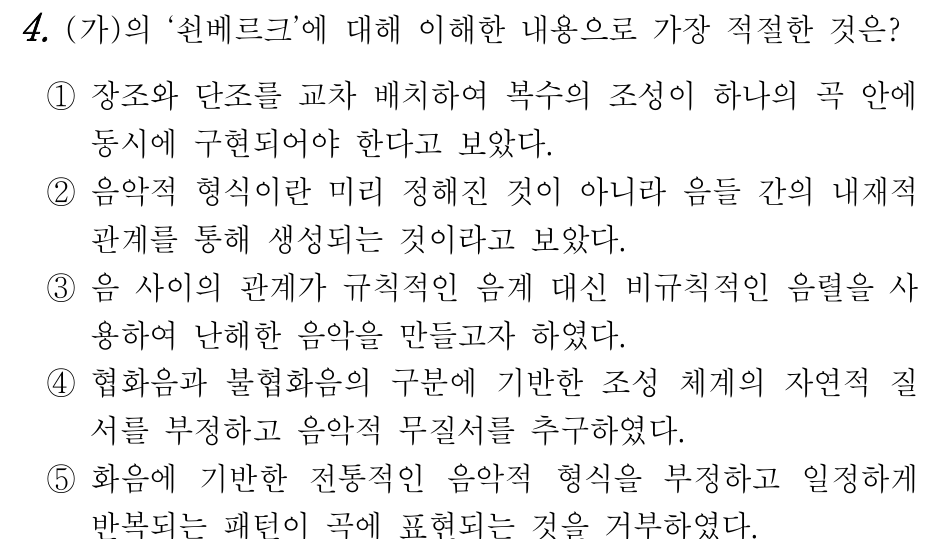 4. (가)의 ‘쇤베르크’에 대해 이해한 내용으로 가장 적절한 것은?
① 장조와 단조를 교차 배치하여 복수의 조성이 하나의 곡 안에
동시에 구현되어야 한다고 보았다.
② 음악적 형식이란 미리 정해진 것이 아니라 음들 간의 내재적
관계를 통해 생성되는 것이라고 보았다.
③ 음 사이의 관계가 규칙적인 음계 대신 비규칙적인 음렬을 사
용하여 난해한 음악을 만들고자 하였다.
④ 협화음과 불협화음의 구분에 기반한 조성 체계의 자연적 질
서를 부정하고 음악적 무질서를 추구하였다.
⑤ 화음에 기반한 전통적인 음악적 형식을 부정하고 일정하게
반복되는 패턴이 곡에 표현되는 것을 거부하였다.